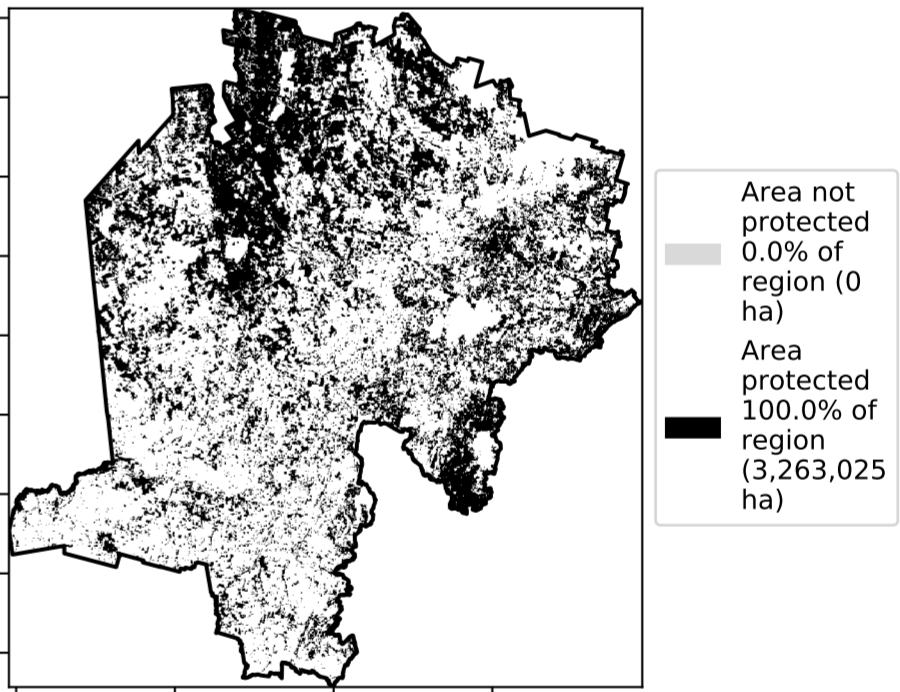 Area not
protected
0.0% of
region (0
ha)
Area
protected
100.0% of
region
(3,263,025
ha)